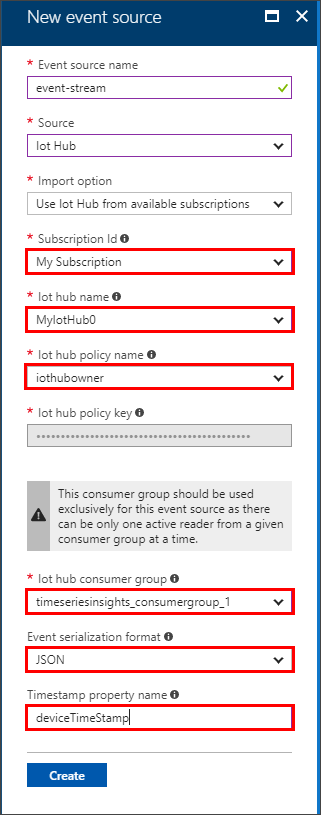 New event source
* Event source name
event-stream
* Source
Iot Hub
* Import option
Use Iot Hub from available subscriptions
* Subscription Id
My Subscription
* Iot hub name
MyIotHub0
* Iot hub policy name
iothubowner
* Iot hub policy key
••••••••••••••••••••••••••••••••••••••••••••
This consumer group should be used
exclusively for this event source as there
can be only one active reader from a given
consumer group at a time.
* Iot hub consumer group
timeseriesinsights_consumergroup_1
Event serialization format
JSON
Timestamp property name
deviceTimeStamp
Create